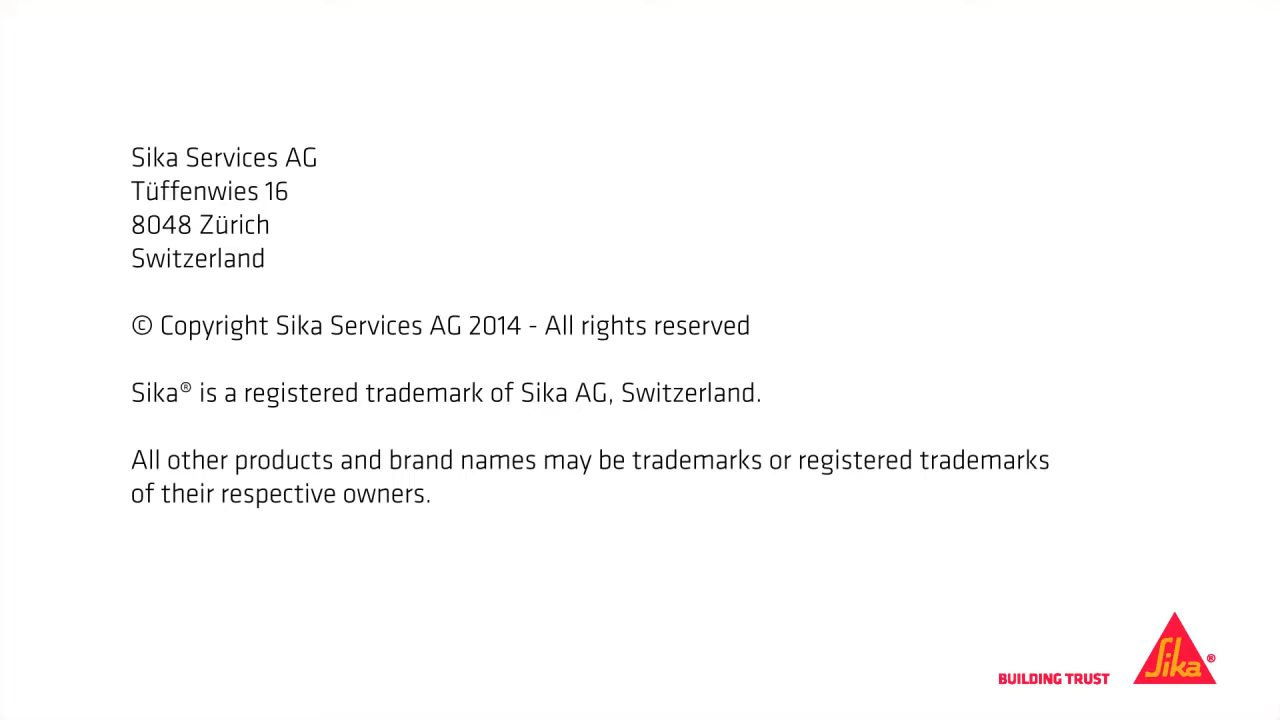 Sika Services AG
Tüffenwies 16
8048 Zürich
Switzerland
© Copyright Sika Services AG 2014 - All rights reserved
Sika® is a registered trademark of Sika AG, Switzerland.
All other products and brand names may be trademarks or registered trademarks
of their respective owners.
BUILDING TRUST
Sika®